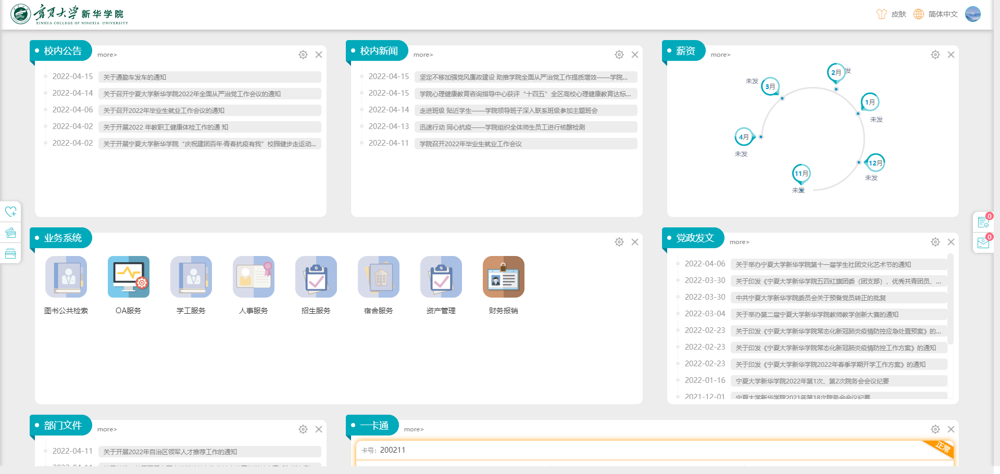 宁夏大学新华学院
XINHUA COLLEGE OF NINGXIA UNIVERSITY
皮肤
简体中文
校内公告
more>
2022-04-15 关于通勤车发车的通知
2022-04-14 关于召开宁夏大学新华学院2022年全面从严治党工作会议的通知
2022-04-06 关于召开2022年毕业生就业工作会议的通知
2022-04-02 关于开展2022 年教职工健康体检工作的通 知
2022-04-02 关于开展宁夏大学新华学院“庆祝建团百年·青春抗疫有我”校园健步走运动...
校内新闻
more>
2022-04-15 坚定不移加强党风廉政建设 助推学院全面从严治党工作提质增效——学院...
2022-04-15 学院心理健康教育咨询指导中心获评“十四五”全区高校心理健康教育达标...
2022-04-14 走进班级 贴近学生——学院领导班子深入联系班级参加主题班会
2022-04-13 迅速行动 同心抗疫——学院组织全体师生员工进行核酸检测
2022-04-11 学院召开2022年毕业生就业工作会议
薪资
more>
2月
发
未发
3月
1月
未发
4月
未发
12月
未发
11月
未发
0
0
业务系统
图书公共检索
OA服务
学工服务
人事服务
招生服务
宿舍服务
资产管理
财务报销
党政发文
more>
2022-04-06 关于举办宁夏大学新华学院第十一届学生社团文化艺术节的通知
2022-03-30 关于印发《宁夏大学新华学院五四红旗团委（团支部）、优秀共青团员、...
2022-03-30 中共宁夏大学新华学院委员会关于预备党员转正的批复
2022-03-04 关于举办第二届宁夏大学新华学院教师教学创新大赛的通知
2022-02-23 关于印发《宁夏大学新华学院常态化新冠肺炎疫情防控应急处置预案》的...
2022-02-23 关于印发《宁夏大学新华学院常态化新冠肺炎疫情防控工作方案》的通知
2022-02-23 关于印发《宁夏大学新华学院2022年春季学期开学工作方案》的通知
2022-01-16 宁夏大学新华学院2022年第1次、第2次院务会会议纪要
2021-12-01 宁夏大学新华学院2021年第18次院务会会议纪要
部门文件
more>
2022-04-11 关于开展2022年自治区领军人才推荐工作的通知
一卡通
more>
卡号：200211
正常